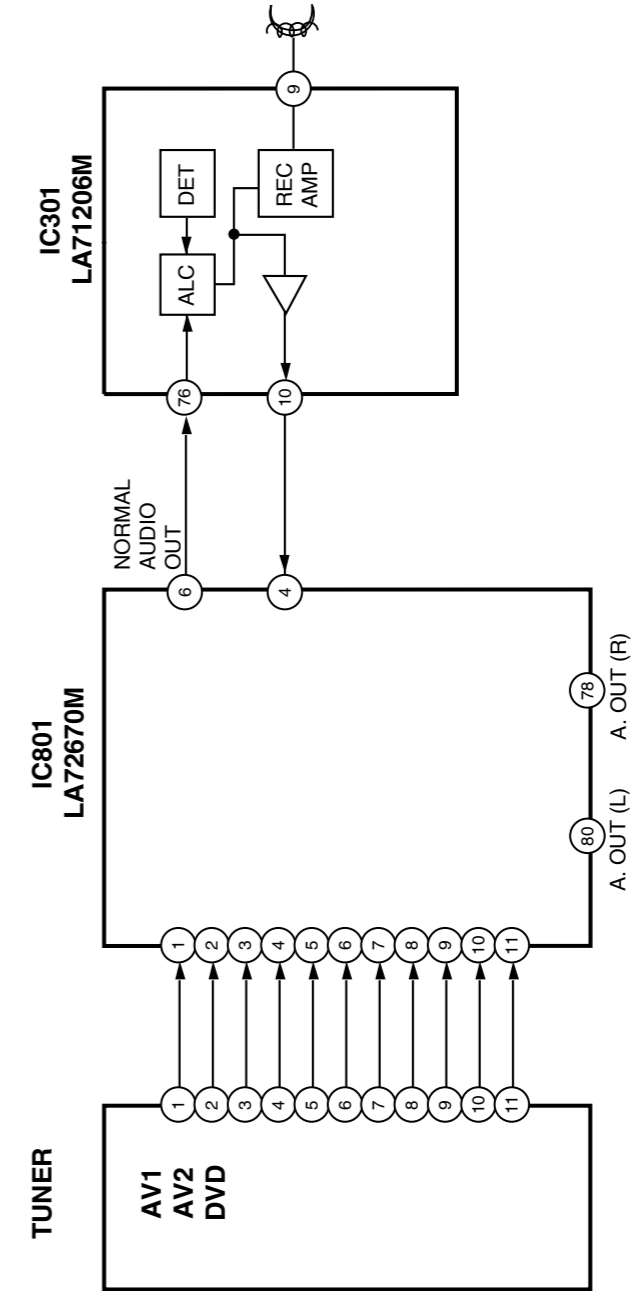 TUNER
AV1
AV2
DVD
1
2
3
4
5
6
7
8
9
10
11
IC801
LA72670M
1
2
3
4
5
6
7
8
9
10
11
6
4
80
78
A. OUT (L)
A. OUT (R)
NORMAL
AUDIO
OUT
IC301
LA71206M
76
10
ALC
DET
REC
AMP
9